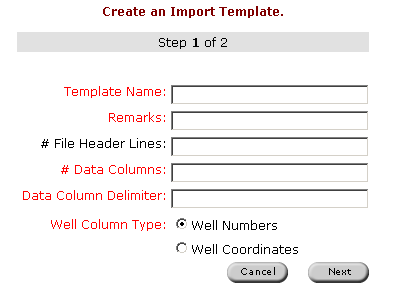 Create an Import Template.
Step 1 of 2
Template Name:
Remarks:
# File Header Lines:
# Data Columns:
Data Column Delimiter:
Well Column Type: Well Numbers
Well Coordinates
Cancel Next